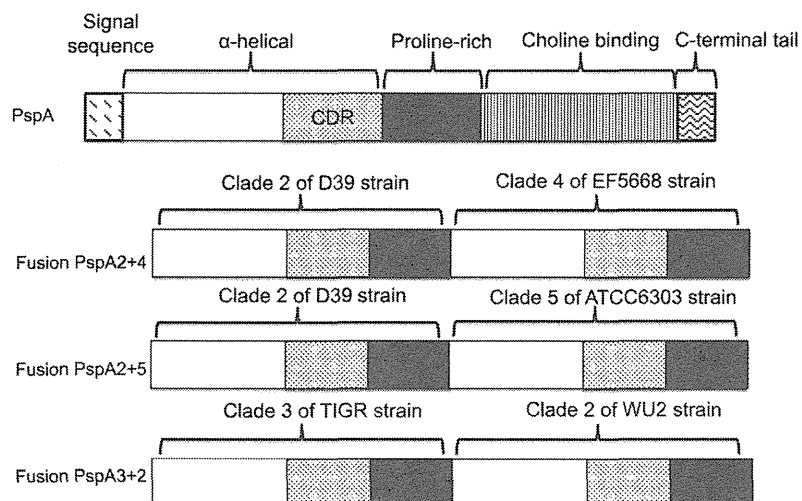 Signal
sequence
α-helical
Proline-rich
Choline binding
C-terminal tail
PspA
CDR
Clade 2 of D39 strain
Clade 4 of EF5668 strain
Fusion PspA2+4
Clade 2 of D39 strain
Clade 5 of ATCC6303 strain
Fusion PspA2+5
Clade 3 of TIGR strain
Clade 2 of WU2 strain
Fusion PspA3+2